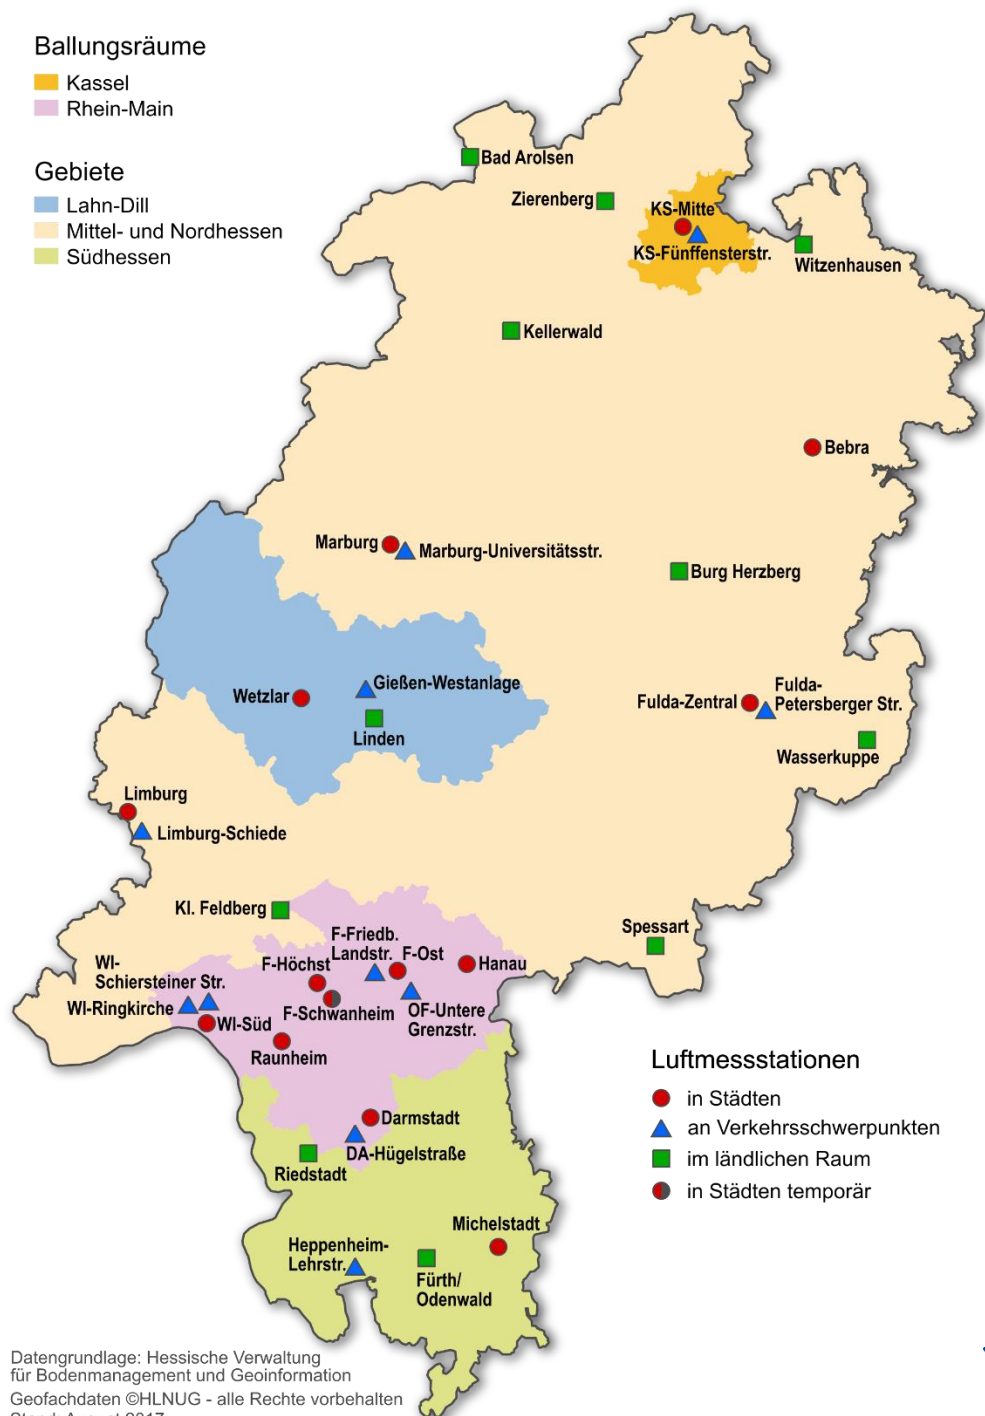 Ballungsräume
Kassel
Rhein-Main
Gebiete
Lahn-Dill
Mittel- und Nordhessen
Südhessen
Bad Arolsen
Zierenberg
KS-Mitte
KS-Fünffensterstr.
Witzenhausen
Kellerwald
Bebra
Marburg
Marburg-Universitätsstr.
Burg Herzberg
Wetzlar
Gießen-Westanlage
Linden
Fulda-Zentral
Fulda-
Petersberger Str.
Wasserkuppe
Limburg
Limburg-Schiede
Kl. Feldberg
Spessart
F-Friedb.
Landstr.
F-Ost
Hanau
F-Höchst
F-Schwanheim
OF-Untere
Grenzstr.
WI-
Schiersteiner Str.
WI-Ringkirche
WI-Süd
Raunheim
Darmstadt
DA-Hügelstraße
Riedstadt
Michelstadt
Heppenheim-
Lehrstr.
Fürth/
Odenwald
Luftmessstationen
in Städten
an Verkehrsschwerpunkten
im ländlichen Raum
in Städten temporär
Datengrundlage: Hessische Verwaltung
für Bodenmanagement und Geoinformation
Geofachdaten ©HLNUG - alle Rechte vorbehalten
Stand: August 2017